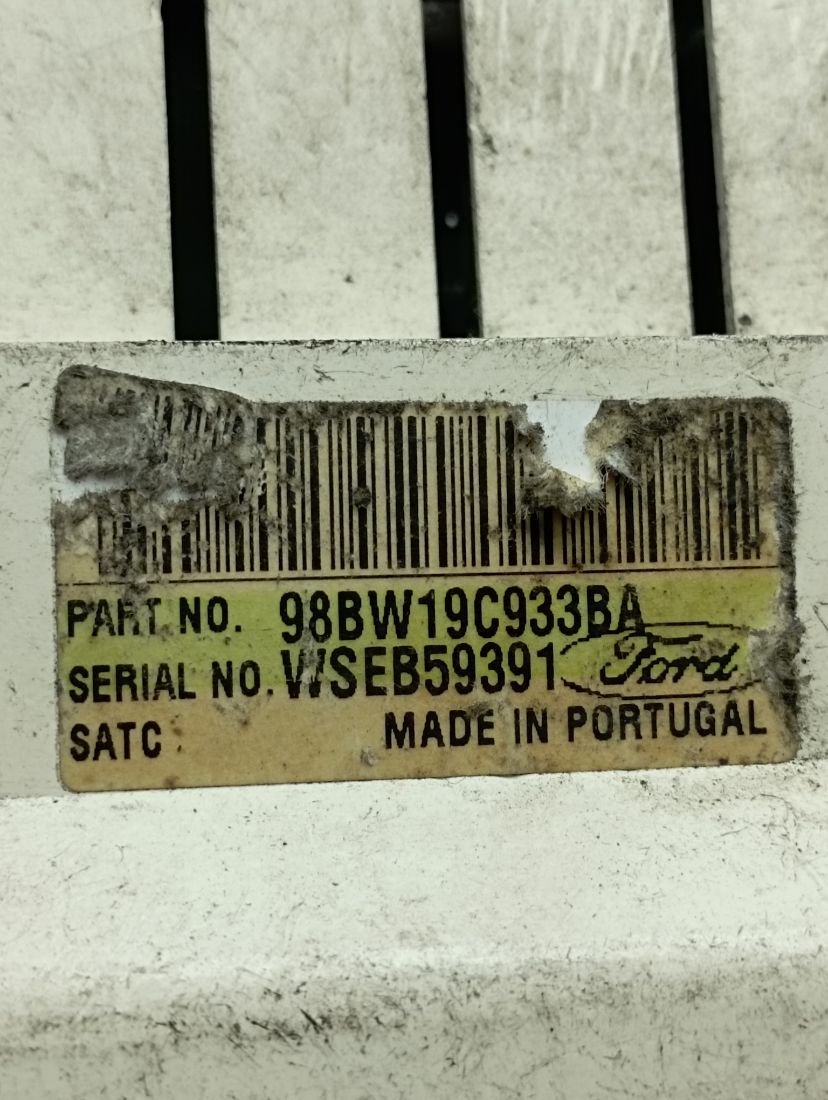 PART NO. 98BW19C933BA
SERIAL NO. WSEB59391 Ford
SATC MADE IN PORTUGAL